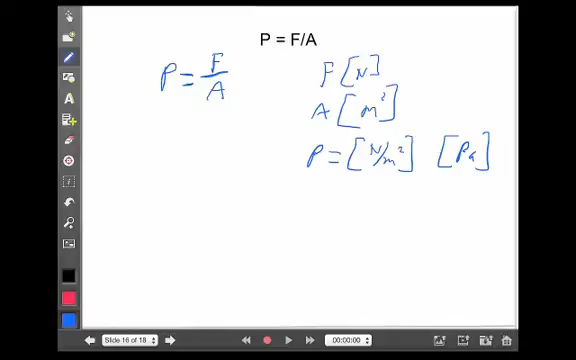 P = F/A
P = F/A
F [N]
A [m²]
P = [N/m²] [Pa]
Slide 16 of 18
00:00:00